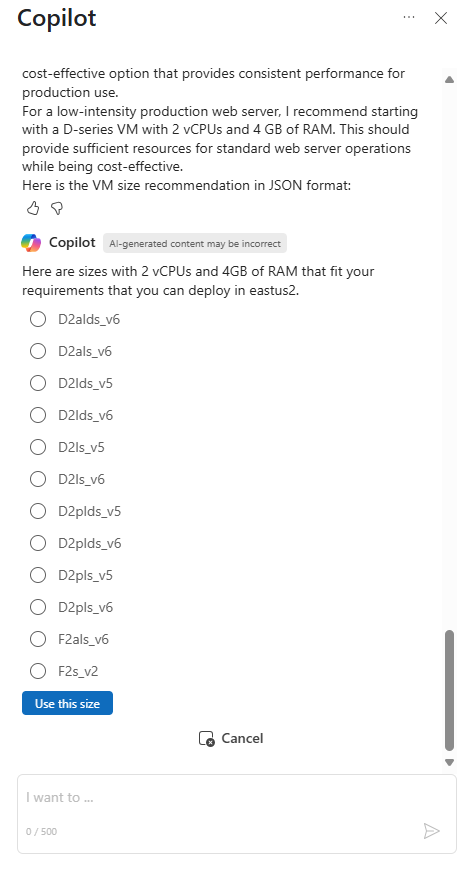 Copilot
cost-effective option that provides consistent performance for
production use.
For a low-intensity production web server, I recommend starting
with a D-series VM with 2 vCPUs and 4 GB of RAM. This should
provide sufficient resources for standard web server operations
while being cost-effective.
Here is the VM size recommendation in JSON format:
Copilot AI-generated content may be incorrect
Here are sizes with 2 vCPUs and 4GB of RAM that fit your
requirements that you can deploy in eastus2.
D2alds_v6
D2als_v6
D2lds_v5
D2lds_v6
D2ls_v5
D2ls_v6
D2plds_v5
D2plds_v6
D2pls_v5
D2pls_v6
F2als_v6
F2s_v2
Use this size
Cancel
I want to ...
0 / 500